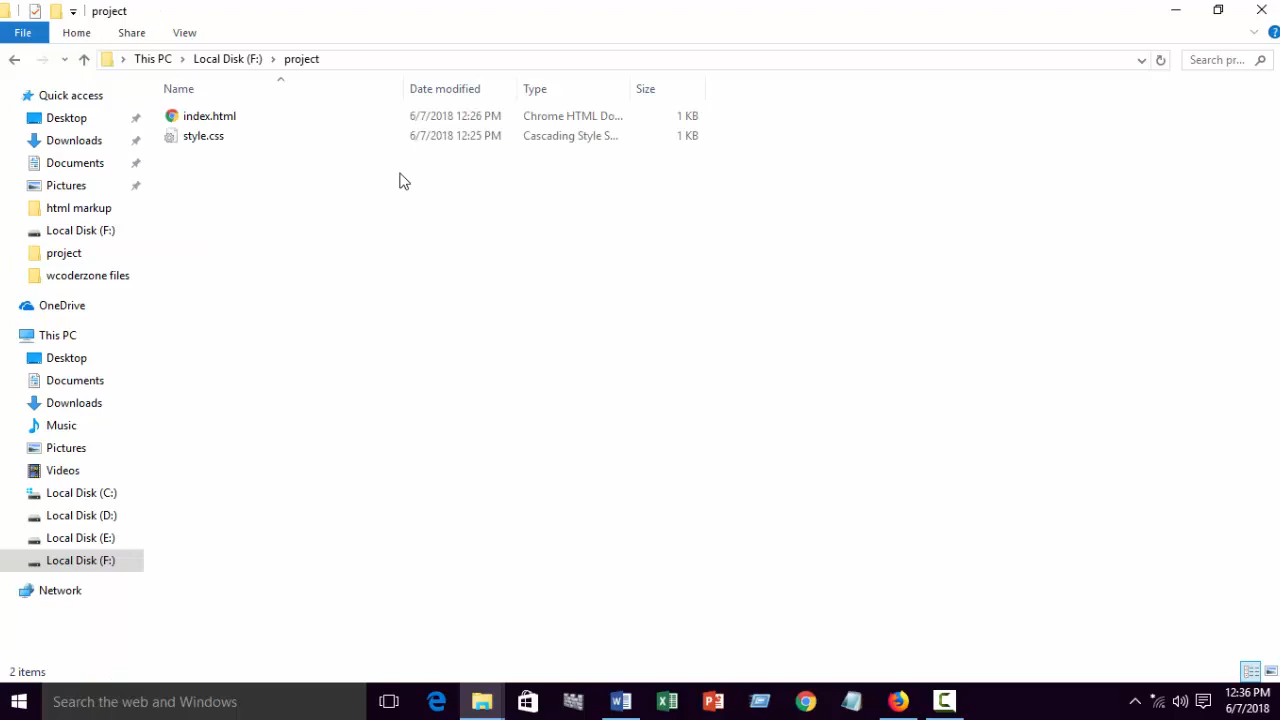 project
File Home Share View
This PC Local Disk (F:) project Search pr...
Name Date modified Type Size
index.html 6/7/2018 12:26 PM Chrome HTML Do... 1 KB
style.css 6/7/2018 12:25 PM Cascading Style S... 1 KB
Quick access
Desktop
Downloads
Documents
Pictures
html markup
Local Disk (F:)
project
wcoderzone files
OneDrive
This PC
Desktop
Documents
Downloads
Music
Pictures
Videos
Local Disk (C:)
Local Disk (D:)
Local Disk (E:)
Local Disk (F:)
Network
2 items
Search the web and Windows
12:36 PM
6/7/2018